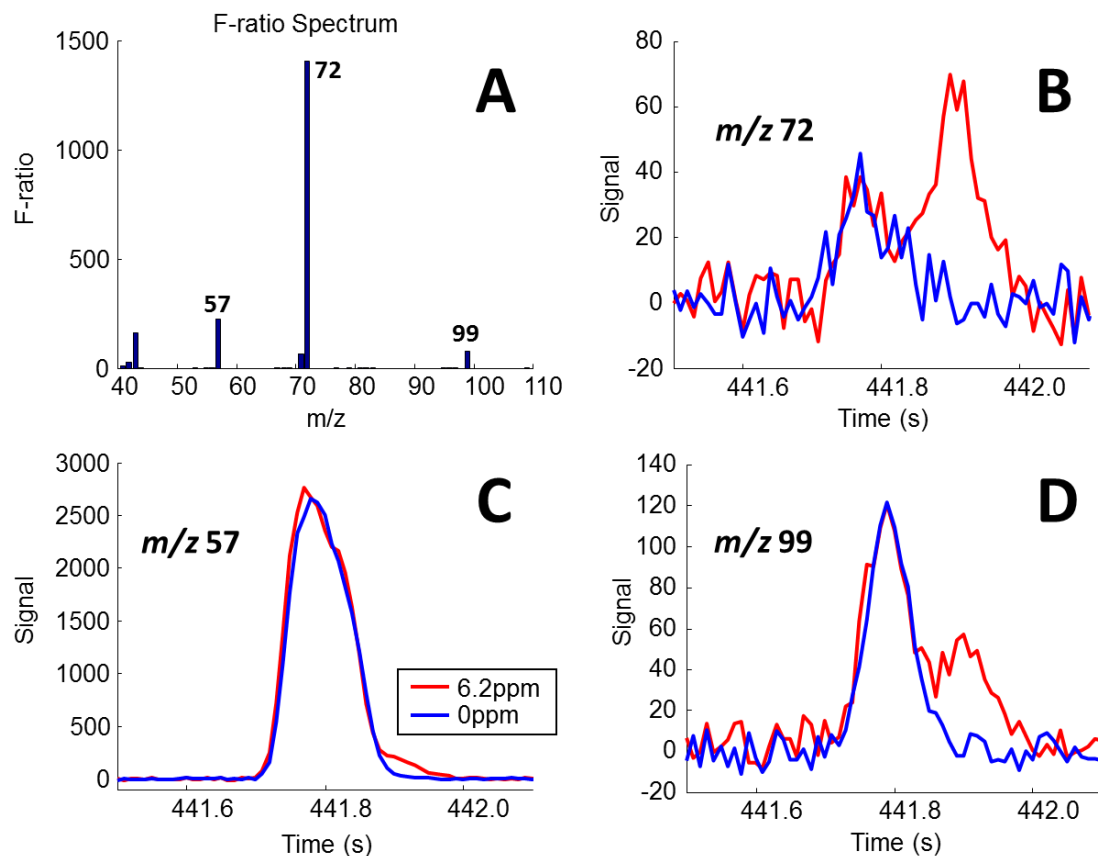 F-ratio Spectrum
A
1500
1000
500
0
F-ratio
57
72
99
40 50 60 70 80 90 100 110
m/z
B
m/z 72
80
60
40
20
0
-20
Signal
441.6 441.8 442.0
Time (s)
C
m/z 57
3000
2500
2000
1500
1000
500
0
Signal
6.2ppm
0ppm
441.6 441.8 442.0
Time (s)
D
m/z 99
140
120
100
80
60
40
20
0
-20
Signal
441.6 441.8 442.0
Time (s)